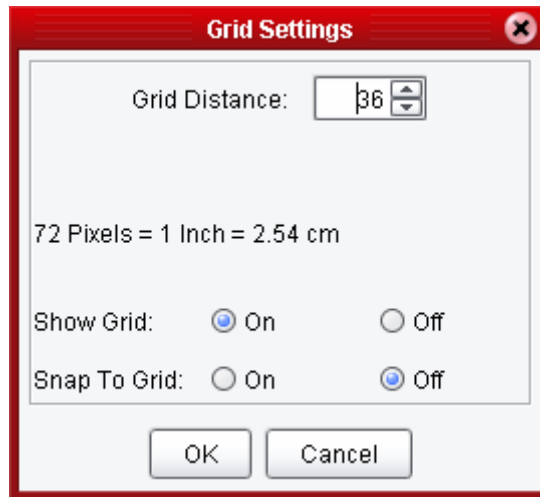 Grid Settings
Grid Distance: 36
72 Pixels = 1 Inch = 2.54 cm
Show Grid: On Off
Snap To Grid: On Off
OK Cancel